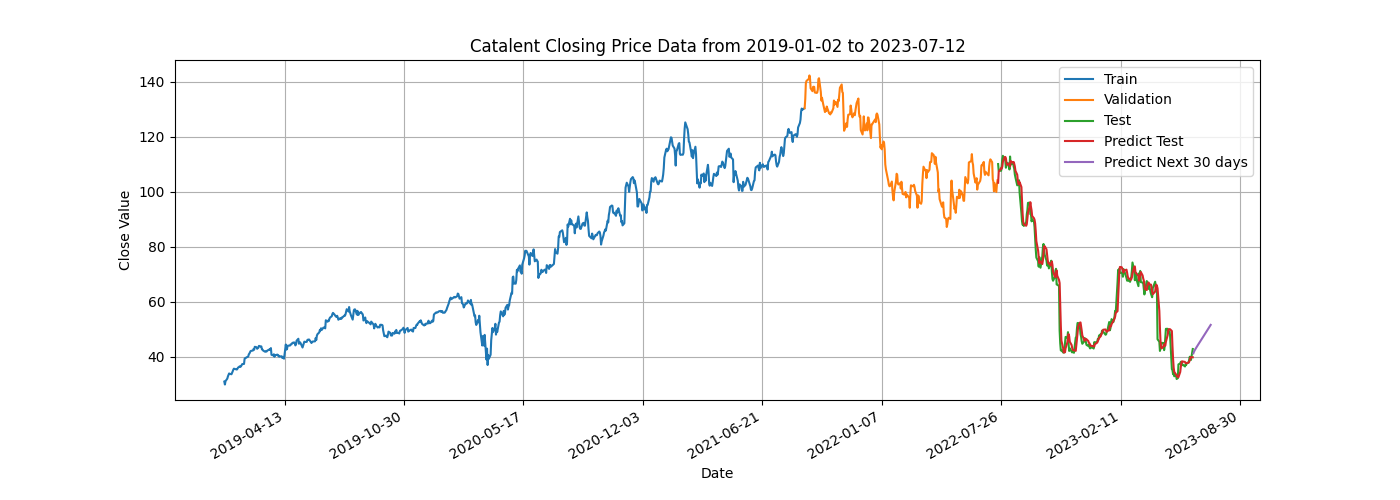 Catalent Closing Price Data from 2019-01-02 to 2023-07-12
Train
Validation
Test
Predict Test
Predict Next 30 days
Close Value
140
120
100
80
60
40
2019-04-13
2019-10-30
2020-05-17
2020-12-03
2021-06-21
2022-01-07
2022-07-26
2023-02-11
2023-08-30
Date